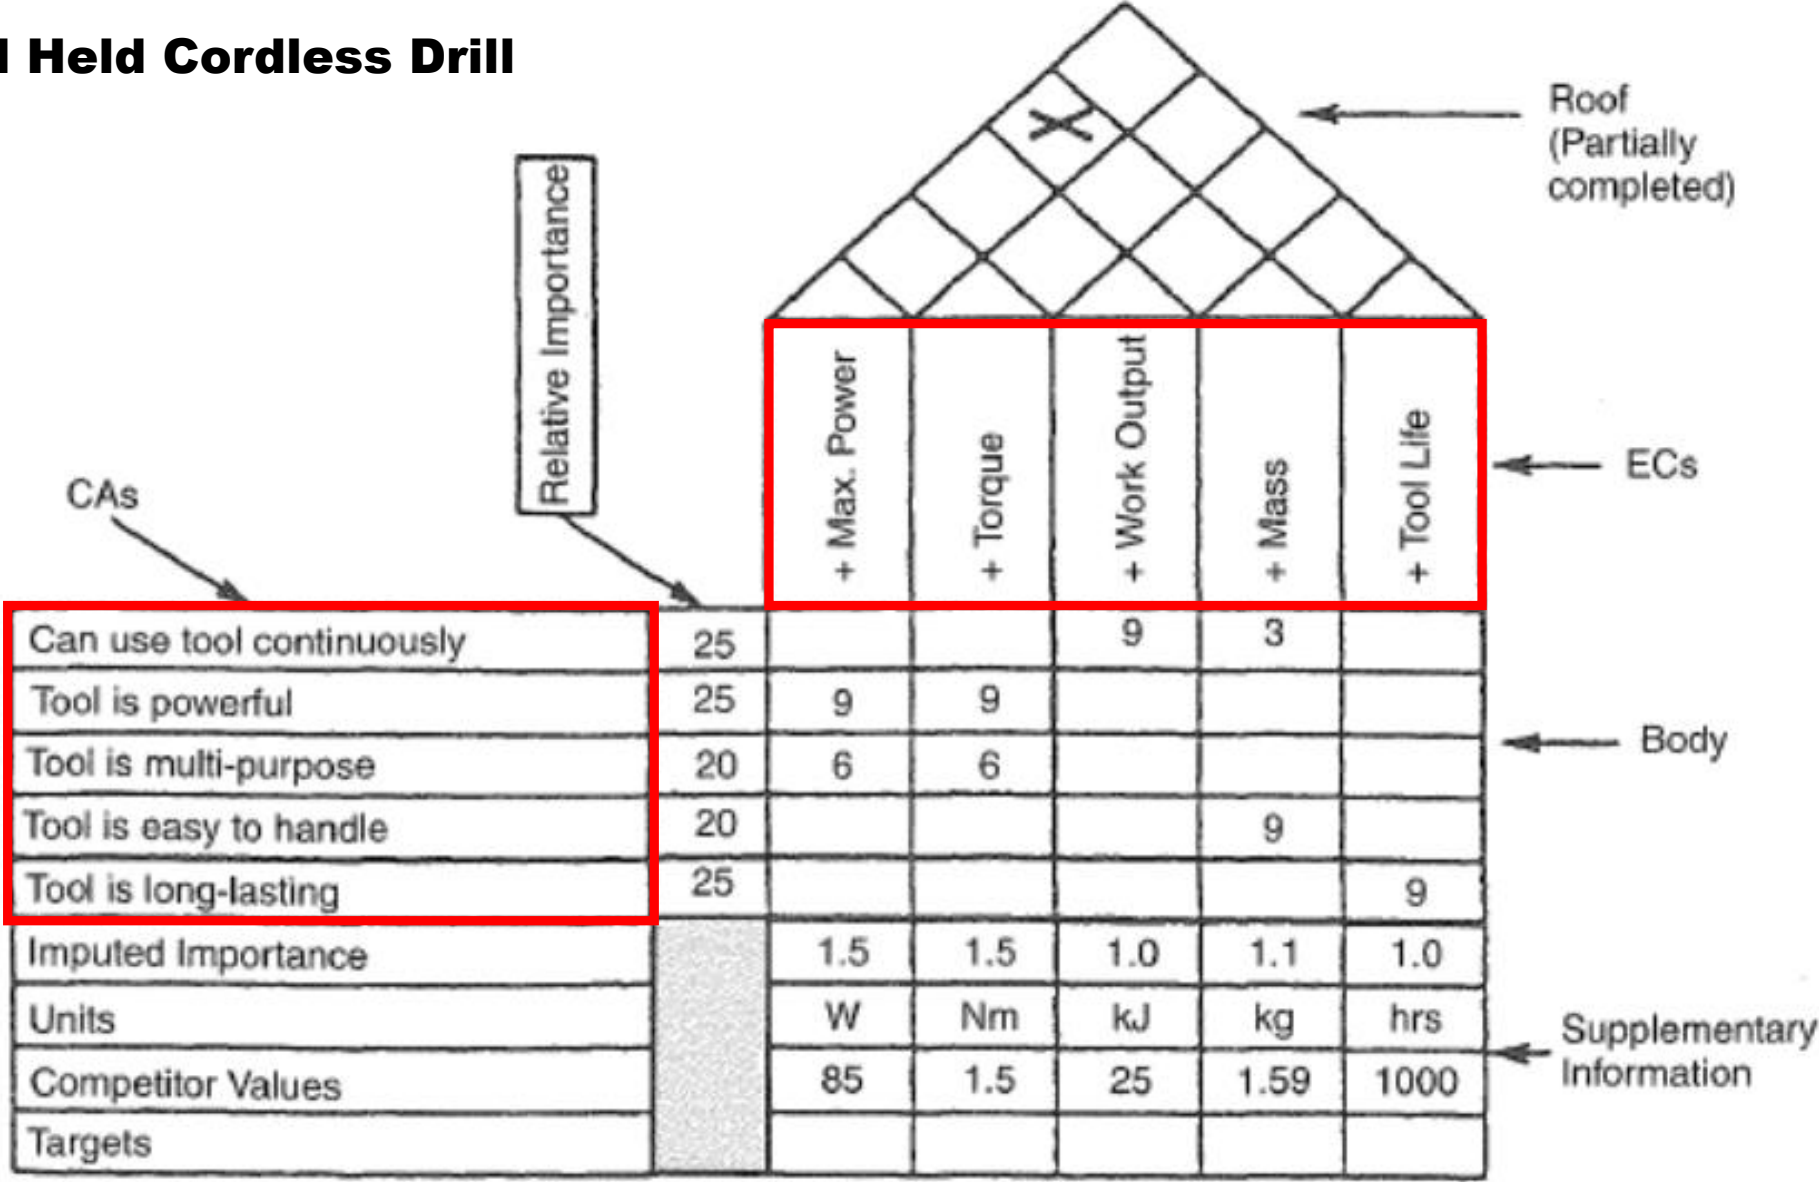 Held Cordless Drill
Roof
(Partially
completed)
Relative Importance
+ Max. Power
+ Torque
+ Work Output
+ Mass
+ Tool Life
ECs
CAs
Can use tool continuously 25 9 3
Tool is powerful 25 9 9
Tool is multi-purpose 20 6 6
Tool is easy to handle 20 9
Tool is long-lasting 25 9
Body
Imputed Importance 1.5 1.5 1.0 1.1 1.0
Units W Nm kJ kg hrs
Competitor Values 85 1.5 25 1.59 1000
Targets
Supplementary
Information